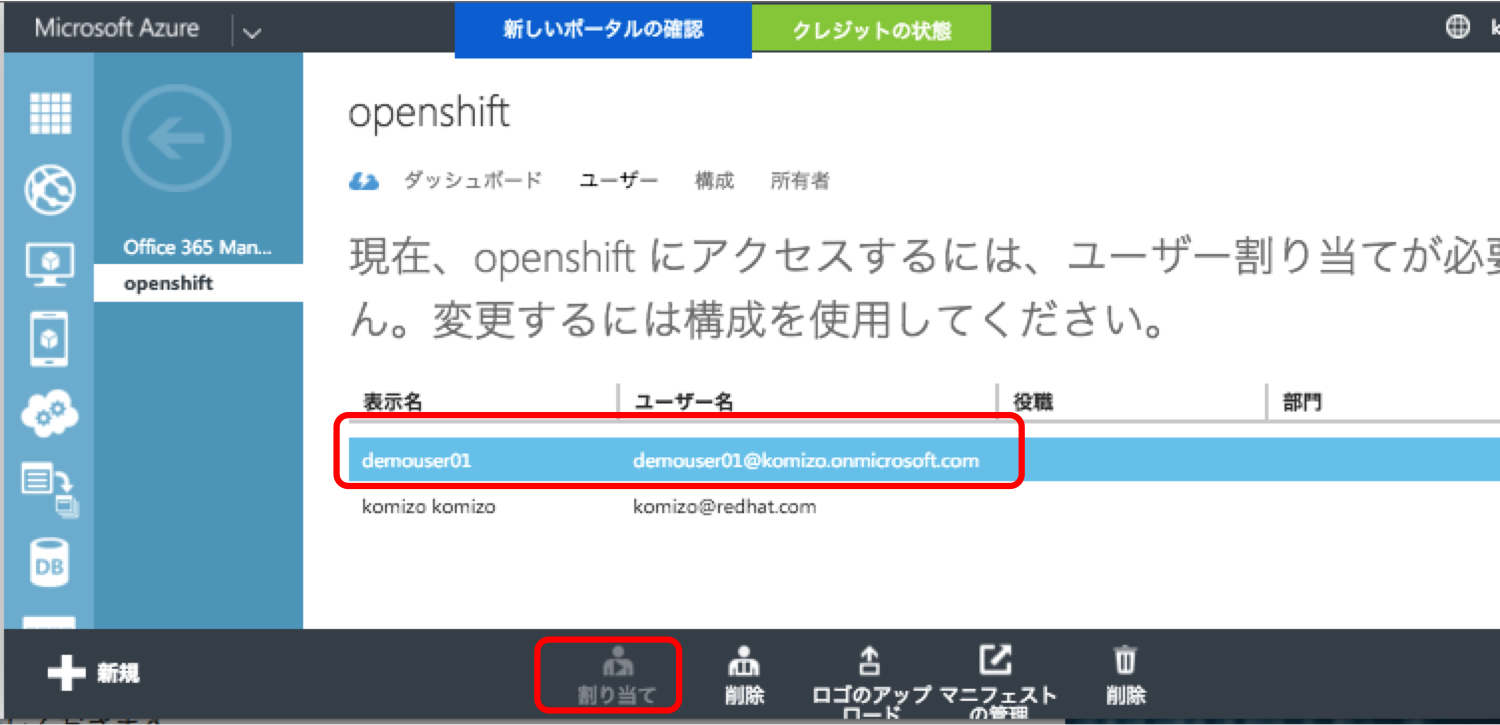 Microsoft Azure
新しいポータルの確認
クレジットの状態
Office 365 Man...
openshift
openshift
ダッシュボード ユーザー 構成 所有者
現在、openshift にアクセスするには、ユーザー割り当てが必要
ん。変更するには構成を使用してください。
表示名 ユーザー名 役職 部門
demouser01 demouser01@komizo.onmicrosoft.com
komizo komizo komizo@redhat.com
DB
新規
割り当て
削除
ロゴのアップ
ロード
マニフェスト
の管理
削除